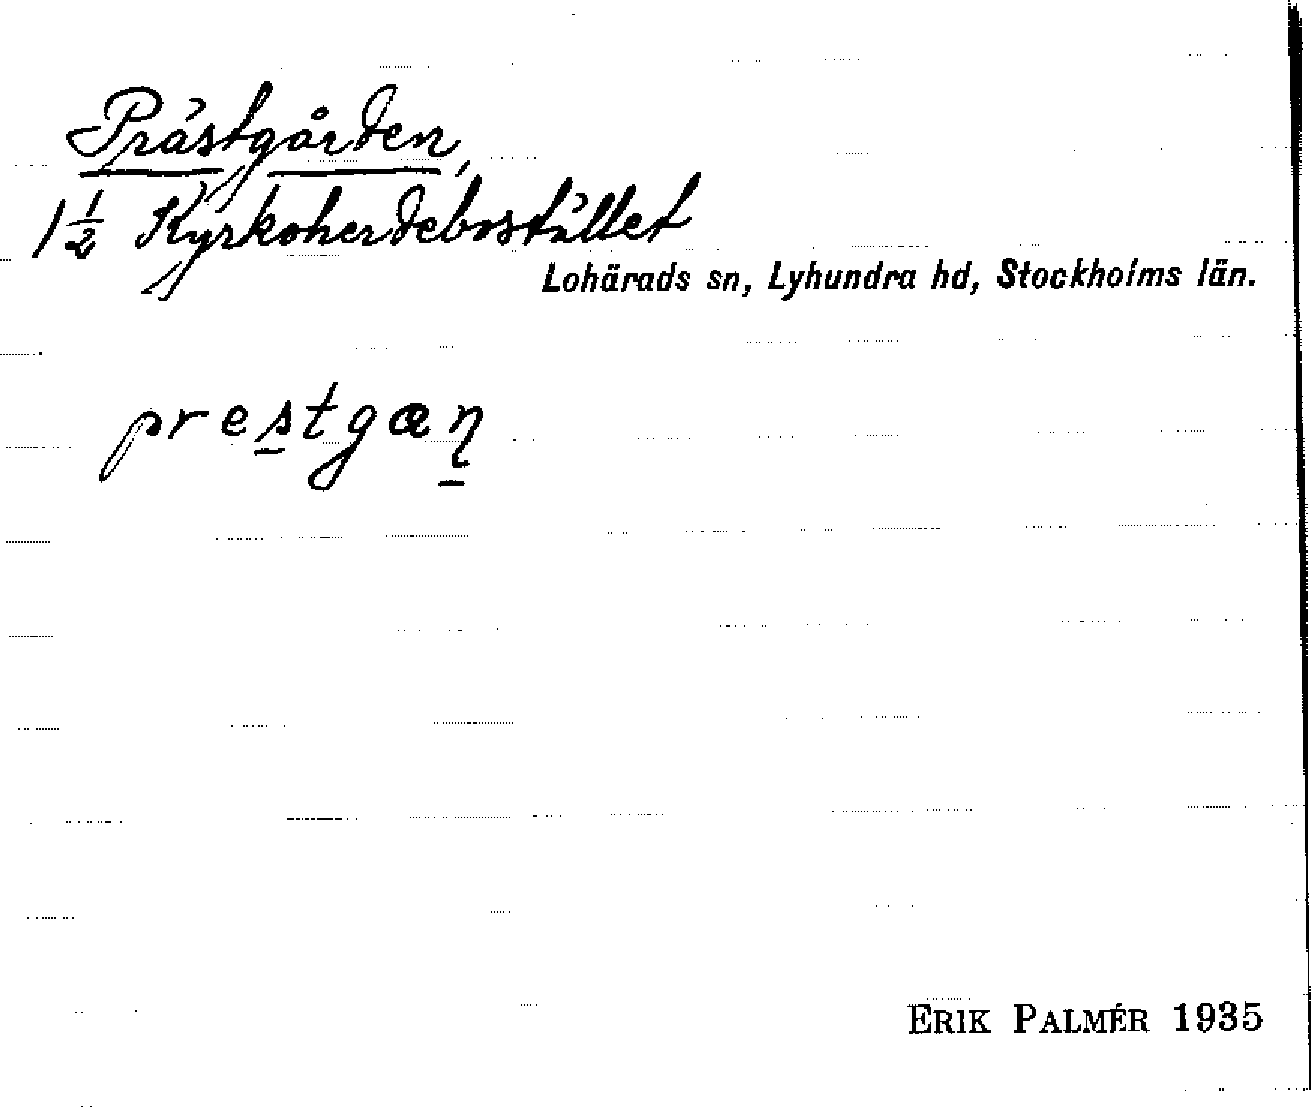 Prästgården,
1 1/2 Kyrkoherdebostället
Lohärads sn, Lyhundra hd, Stockholms län.
prestgæn̠
ERIK PALMÉR 1935